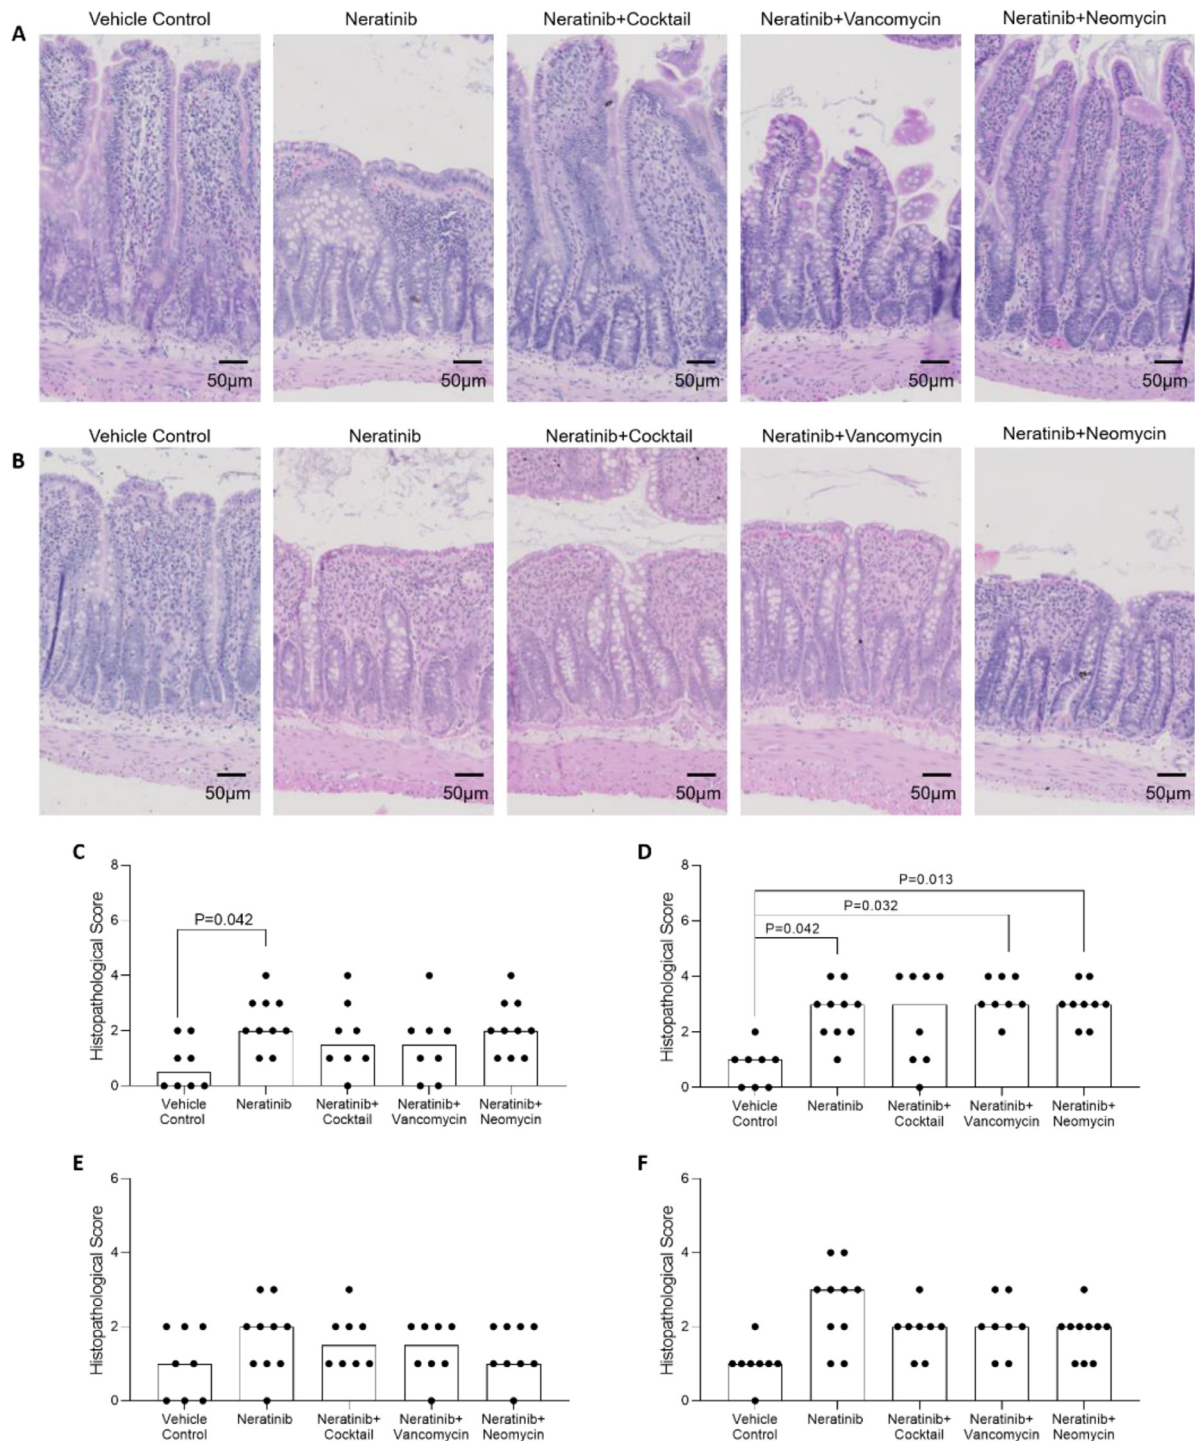 A
Vehicle Control Neratinib Neratinib+Cocktail Neratinib+Vancomycin Neratinib+Neomycin
50µm 50µm 50µm 50µm 50µm
B
Vehicle Control Neratinib Neratinib+Cocktail Neratinib+Vancomycin Neratinib+Neomycin
50µm 50µm 50µm 50µm 50µm
C
Histopathological Score
8
6
4
2
0
P=0.042
Vehicle Neratinib Neratinib+ Neratinib+ Neratinib+
Control Cocktail Vancomycin Neomycin
D
Histopathological Score
8
6
4
2
0
P=0.013
P=0.032
P=0.042
Vehicle Neratinib Neratinib+ Neratinib+ Neratinib+
Control Cocktail Vancomycin Neomycin
E
Histopathological Score
6
4
2
0
Vehicle Neratinib Neratinib+ Neratinib+ Neratinib+
Control Cocktail Vancomycin Neomycin
F
Histopathological Score
6
4
2
0
Vehicle Neratinib Neratinib+ Neratinib+ Neratinib+
Control Cocktail Vancomycin Neomycin